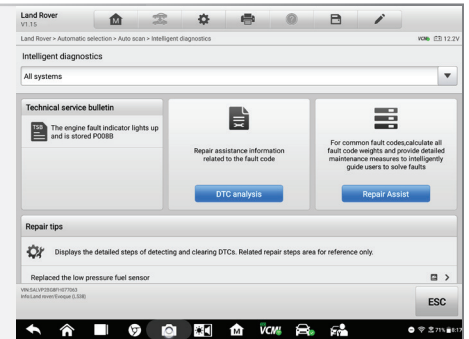 Land Rover
V1.15
Land Rover > Automatic selection > Auto scan > Intelligent diagnostics
VCMI 12.2V
Intelligent diagnostics
All systems
Technical service bulletin
TSB
The engine fault indicator lights up
and is stored P008B
Repair assistance information
related to the fault code
DTC analysis
For common fault codes,calculate all
fault code weights and provide detailed
maintenance measures to intelligently
guide users to solve faults
Repair Assist
Repair tips
Displays the detailed steps of detecting and clearing DTCs. Related repair steps area for reference only.
Replaced the low pressure fuel sensor
Info:Land rover/Evoque (L538)
ESC
VCMI
71% 8:17